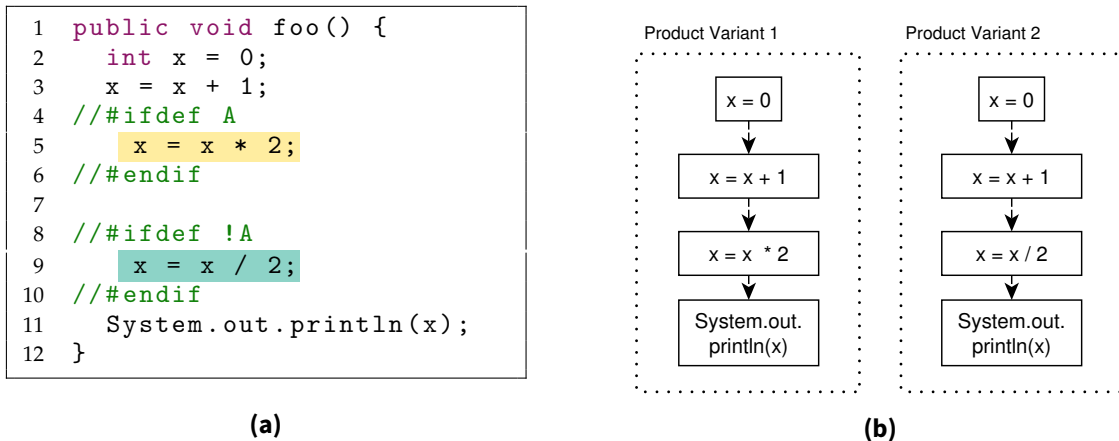 1 public void foo() {
2 int x = 0;
3 x = x + 1;
4 //#ifdef A
5 x = x * 2;
6 //#endif
7
8 //#ifdef !A
9 x = x / 2;
10 //#endif
11 System.out.println(x);
12 }
(a)
Product Variant 1
x = 0
x = x + 1
x = x * 2
System.out.
println(x)
Product Variant 2
x = 0
x = x + 1
x = x / 2
System.out.
println(x)
(b)